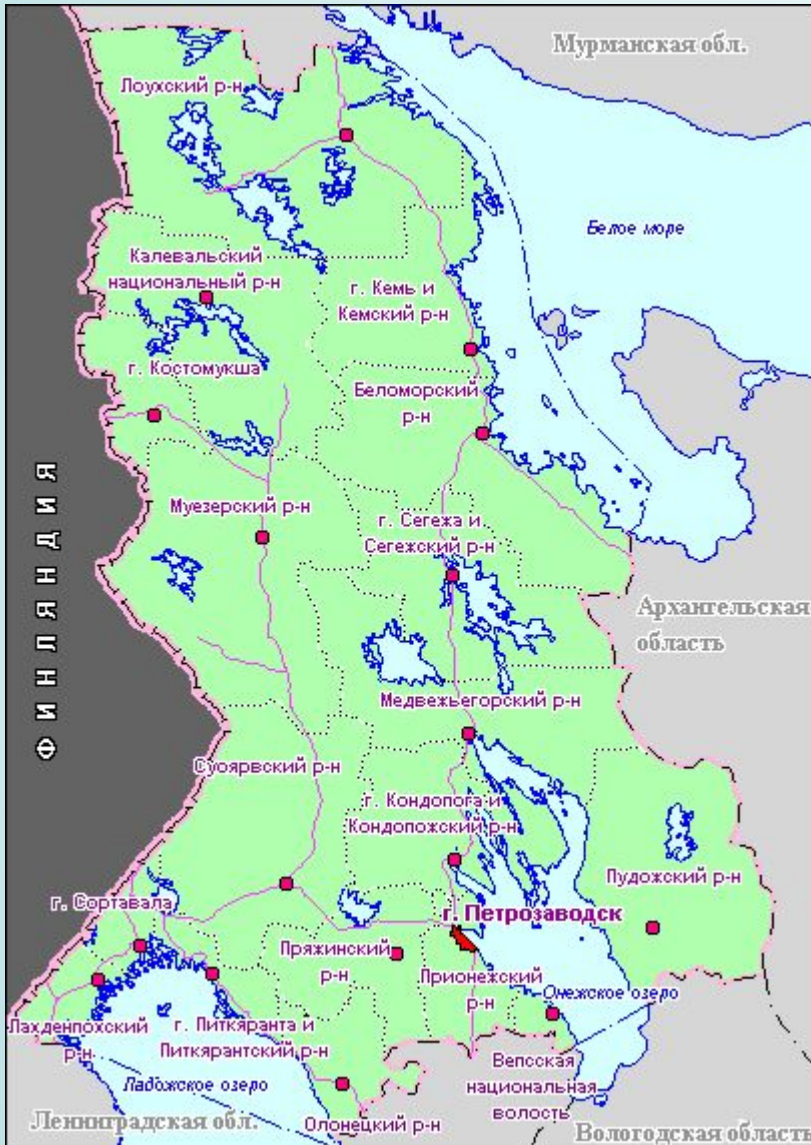 Мурманская обл.
Лоухский р-н
Белое море
Калевальский
национальный р-н
г. Кемь и
Кемский р-н
г. Костомукша
Беломорский
р-н
ФИНЛЯНДИЯ
Муезерский р-н
г. Сегежа и
Сегежский р-н
Архангельская
область
Медвежьегорский р-н
Суоярвский р-н
г. Кондопога и
Кондопожский р-н
Пудожский р-н
г. Сортавала
г. Петрозаводск
Пряжинский
р-н
Прионежский
р-н
Онежское озеро
Лахденпохский
р-н
г. Питкяранта и
Питкярантский р-н
Вепсская
национальная
волость
Ладожское озеро
Ленинградская обл.
Олонецкий р-н
Вологодская область